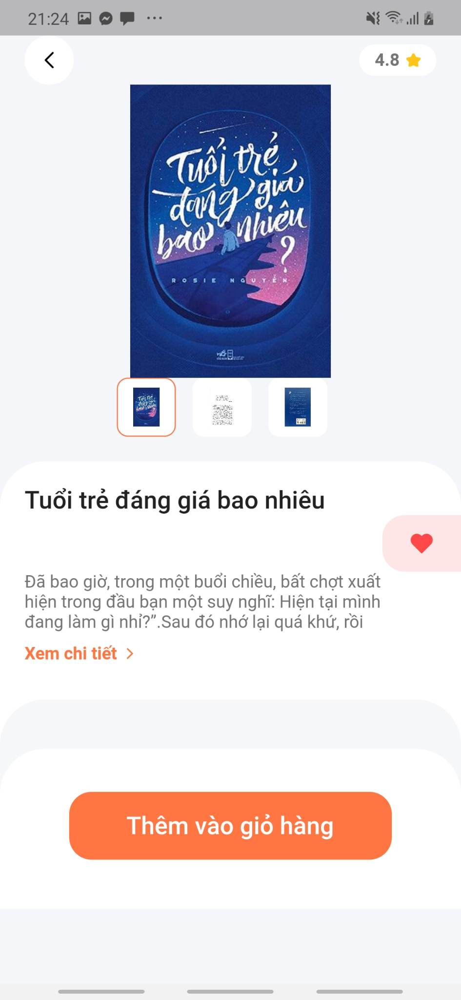 21:24
4.8
Tuổi trẻ
đáng giá
bao nhiêu
?
ROSIE NGUYỄN
Tuổi trẻ đáng giá bao nhiêu
Đã bao giờ, trong một buổi chiều, bất chợt xuất
hiện trong đầu bạn một suy nghĩ: Hiện tại mình
đang làm gì nhỉ?”.Sau đó nhớ lại quá khứ, rồi
Xem chi tiết
Thêm vào giỏ hàng